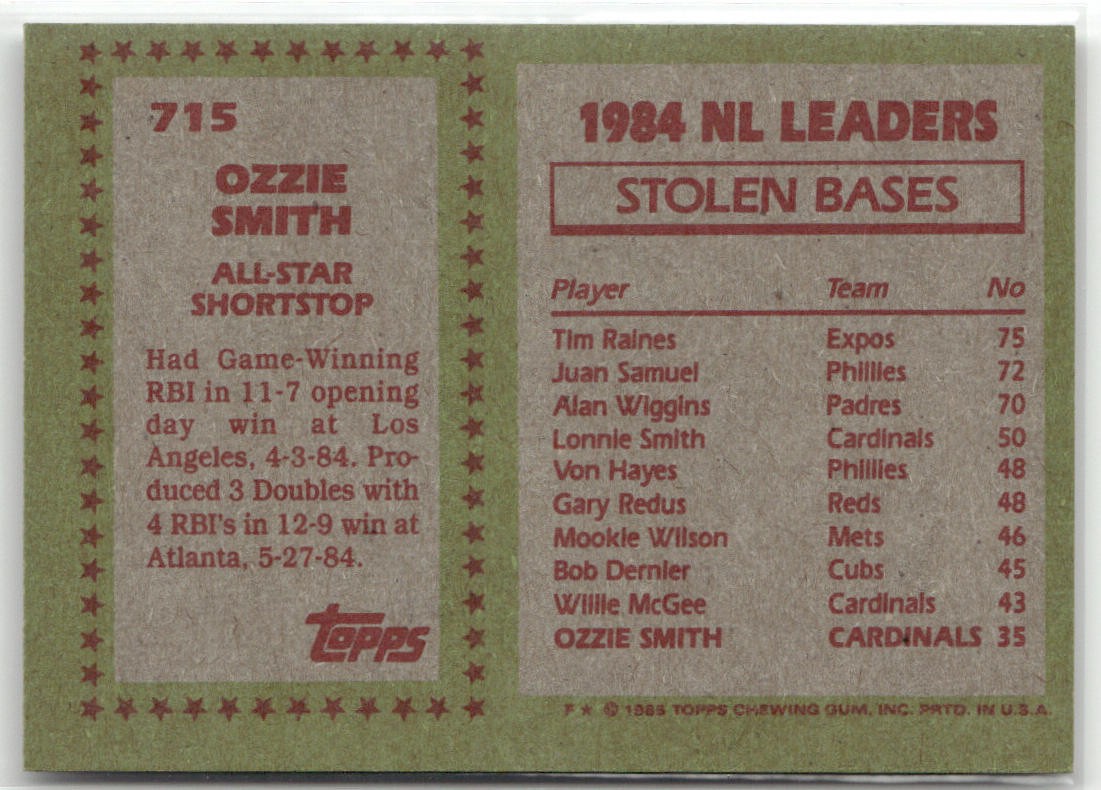 715
OZZIE
SMITH
ALL-STAR
SHORTSTOP
Had Game-Winning
RBI in 11-7 opening
day win at Los
Angeles, 4-3-84. Pro-
duced 3 Doubles with
4 RBI's in 12-9 win at
Atlanta, 5-27-84.
topps
1984 NL LEADERS
STOLEN BASES
Player Team No
Tim Raines Expos 75
Juan Samuel Phillies 72
Alan Wiggins Padres 70
Lonnie Smith Cardinals 50
Von Hayes Phillies 48
Gary Redus Reds 48
Mookie Wilson Mets 46
Bob Dernier Cubs 45
Willie McGee Cardinals 43
OZZIE SMITH CARDINALS 35
F ★ © 1985 TOPPS CHEWING GUM, INC. PRTD. IN U.S.A.